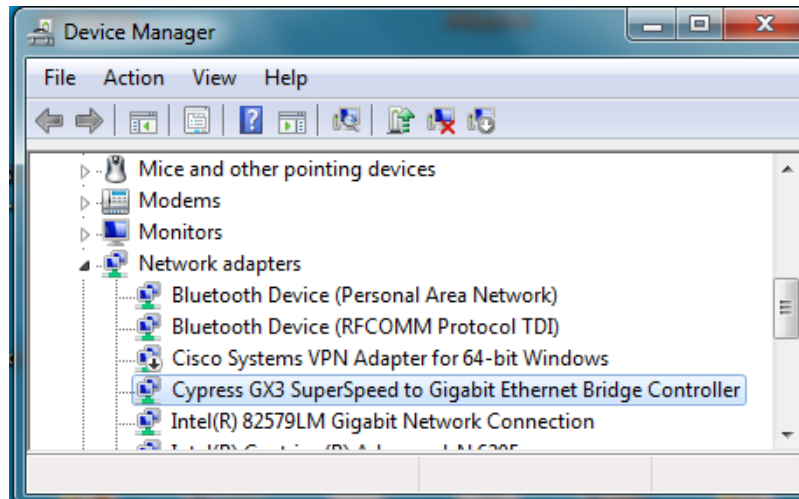 Device Manager
File Action View Help
Mice and other pointing devices
Modems
Monitors
Network adapters
Bluetooth Device (Personal Area Network)
Bluetooth Device (RFCOMM Protocol TDI)
Cisco Systems VPN Adapter for 64-bit Windows
Cypress GX3 SuperSpeed to Gigabit Ethernet Bridge Controller
Intel(R) 82579LM Gigabit Network Connection